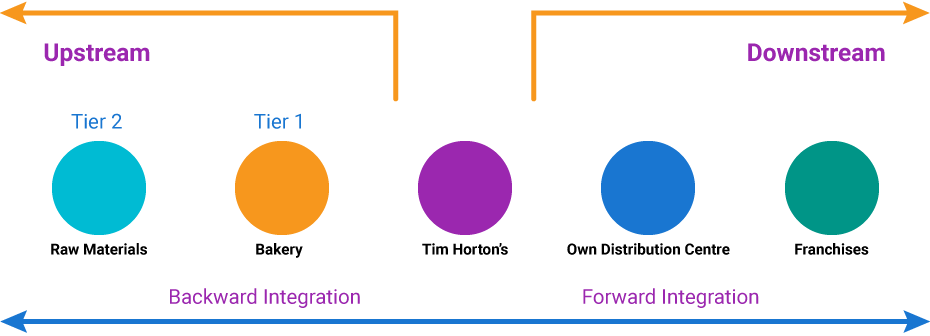 Upstream
Downstream
Tier 2
Tier 1
Raw Materials
Bakery
Tim Horton's
Own Distribution Centre
Franchises
Backward Integration
Forward Integration